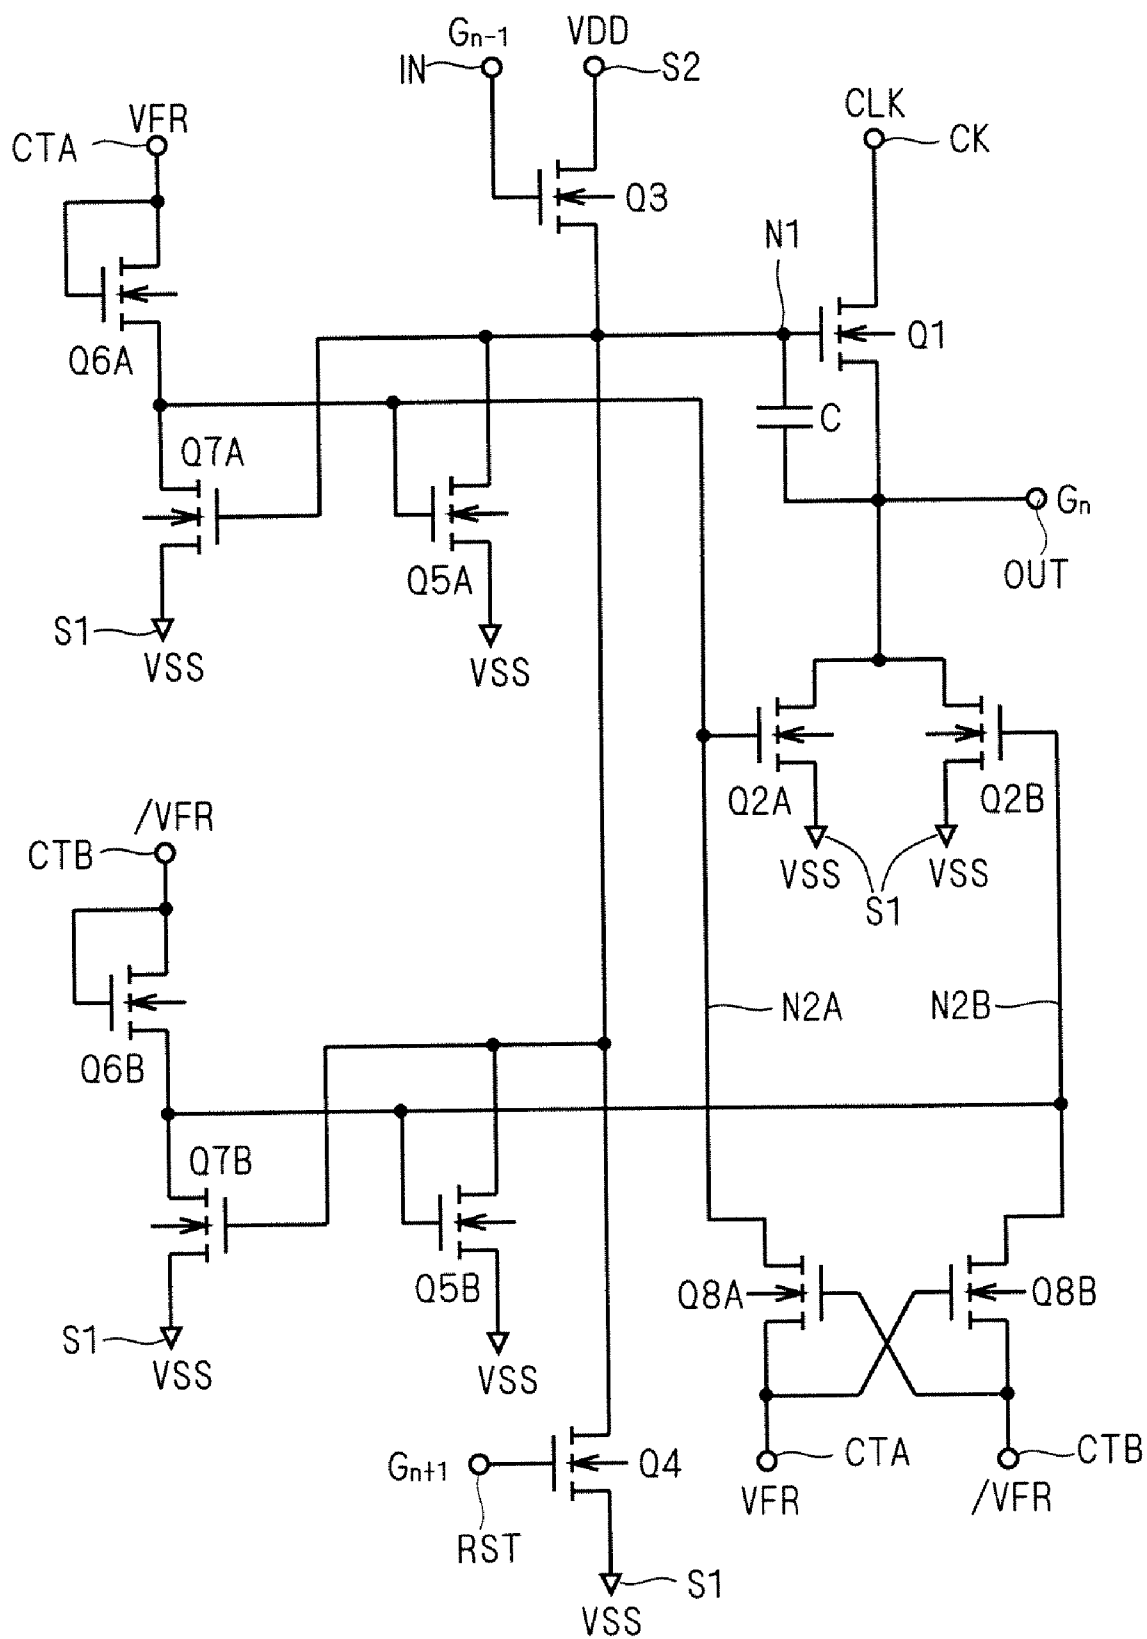 Gn-1
VDD
IN
S2
CLK
CK
VFR
CTA
Q3
N1
Q1
Q6A
C
Q7A
Gn
OUT
Q5A
S1
VSS
VSS
Q2A
Q2B
/VFR
CTB
VSS
VSS
S1
N2A
N2B
Q6B
Q7B
Q5B
Q8A
Q8B
S1
VSS
VSS
Gn+1
Q4
CTA
CTB
VFR
/VFR
RST
S1
VSS